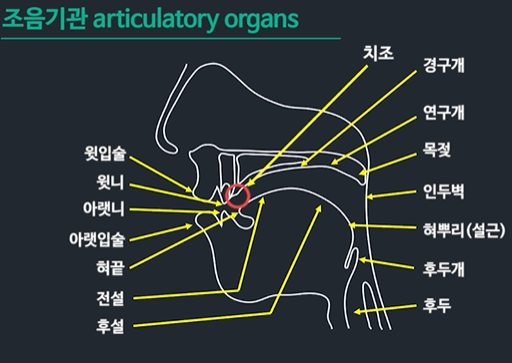 조음기관 articulatory organs
치조
경구개
연구개
목젖
인두벽
혀뿌리(설근)
후두개
후두
윗입술
윗니
아랫니
아랫입술
혀끝
전설
후설